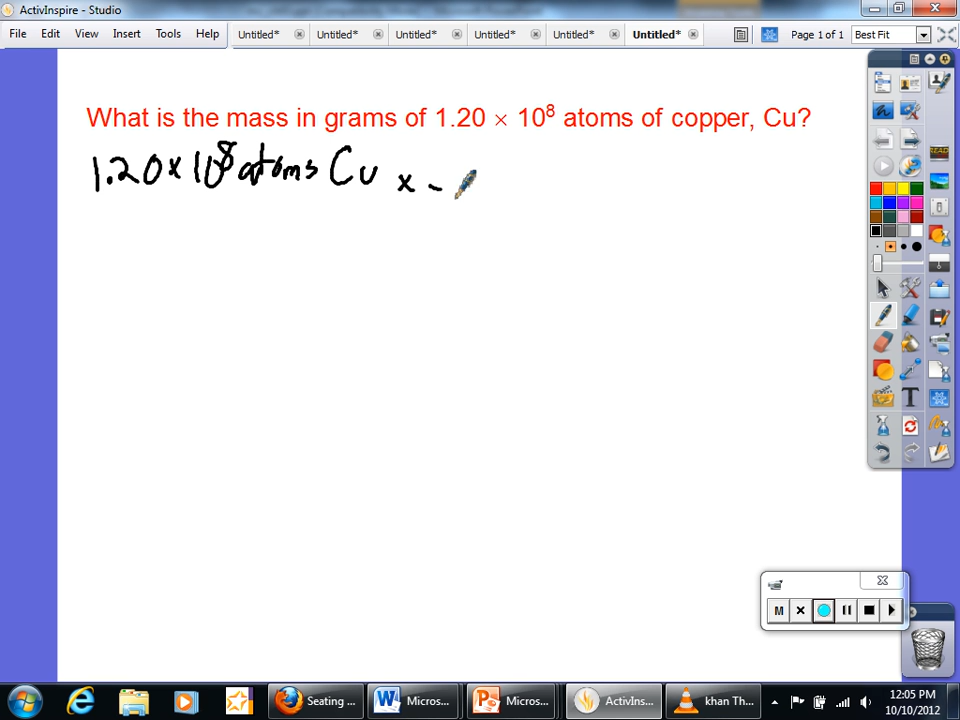 ActivInspire - Studio
File Edit View Insert Tools Help Untitled* Untitled* Untitled* Untitled* Untitled* Untitled* Page 1 of 1 Best Fit
What is the mass in grams of 1.20 × 10⁸ atoms of copper, Cu?
1.20 x 10⁸ atoms Cu x -
READ
T
M
Seating ... Micros... Micros... ActivIns... khan Th...
12:05 PM
10/10/2012